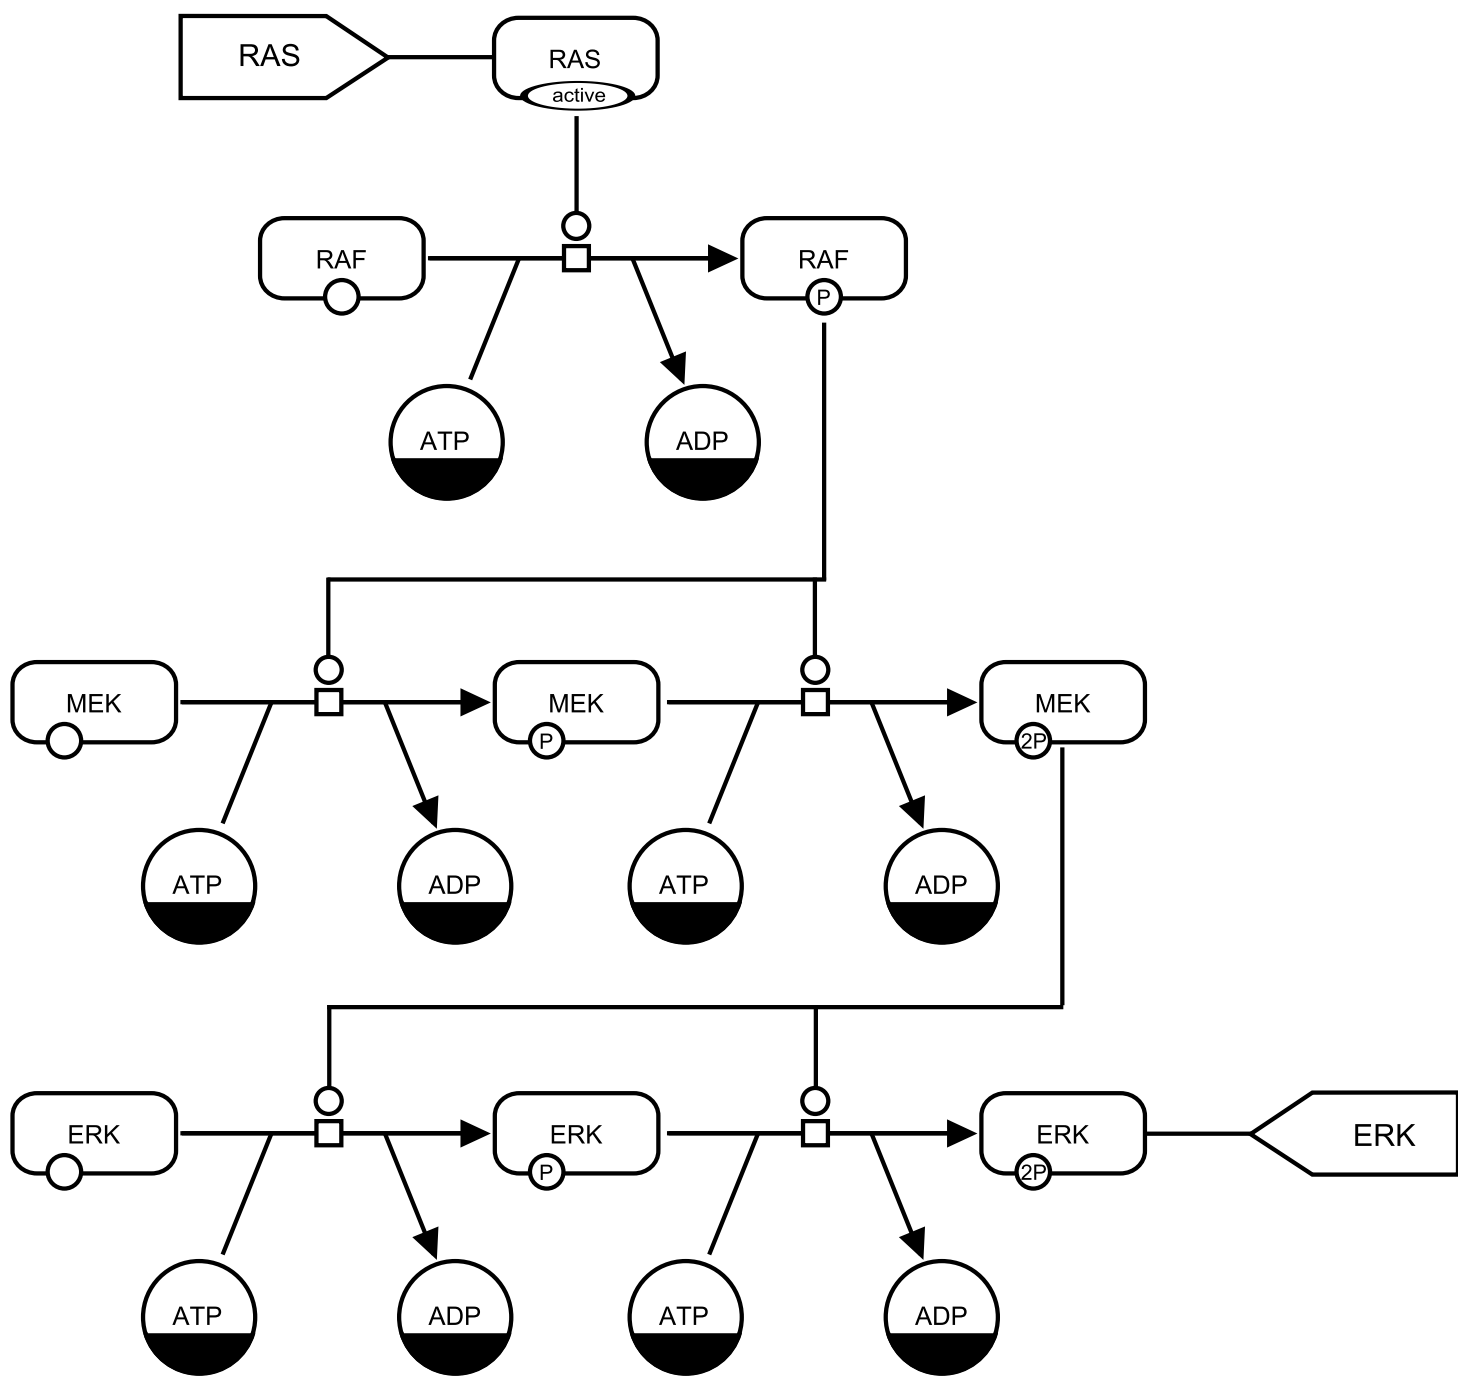 RAS
RAS
active
RAF
RAF
P
ATP
ADP
MEK
MEK
P
MEK
2P
ATP
ADP
ATP
ADP
ERK
ERK
P
ERK
2P
ERK
ATP
ADP
ATP
ADP